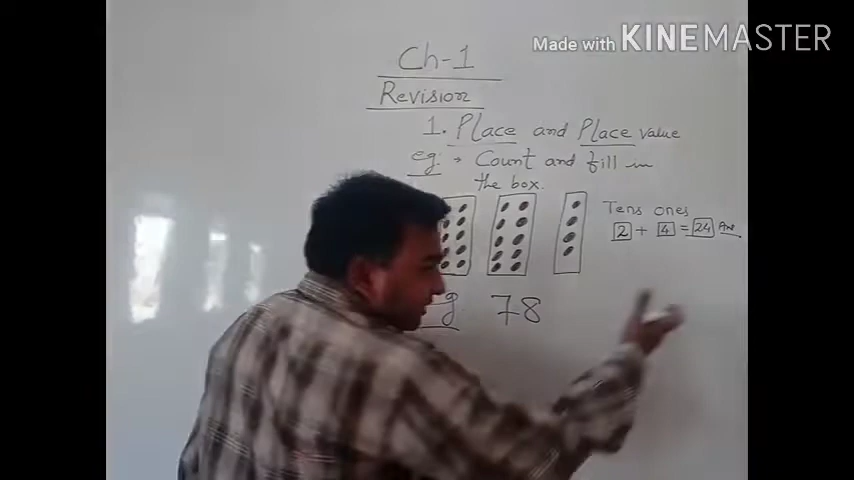 Made with KINEMASTER
Ch-1
Revision
1. Place and Place value
eg: → Count and fill in
the box.
Tens ones
2 + 4 = 24 Ans.
g 78